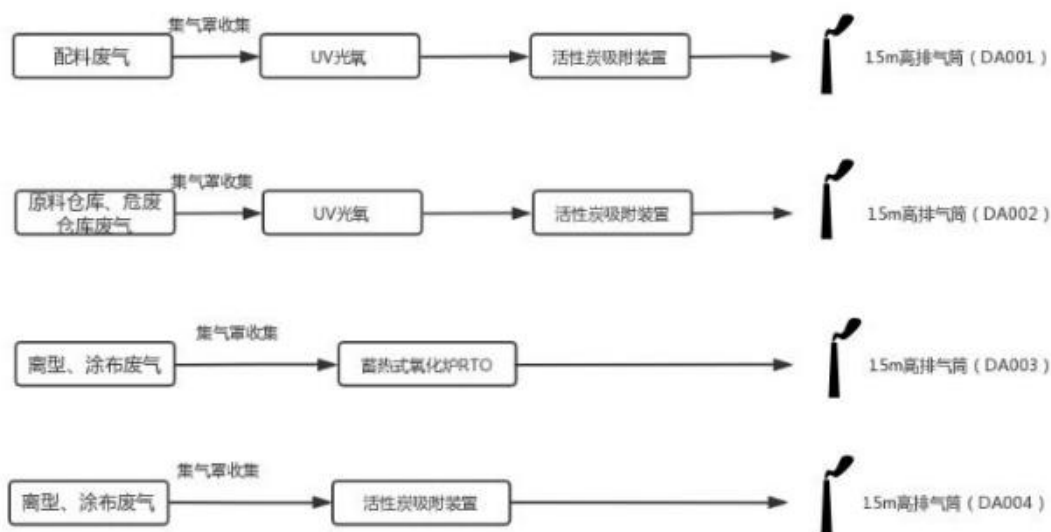 集气罩收集
配料废气
UV光氧
活性炭吸附装置
15m高排气筒（DA001）
集气罩收集
原料仓库、危废
仓库废气
UV光氧
活性炭吸附装置
15m高排气筒（DA002）
集气罩收集
离型、涂布废气
蓄热式氧化炉RTO
15m高排气筒（DA003）
集气罩收集
离型、涂布废气
活性炭吸附装置
15m高排气筒（DA004）